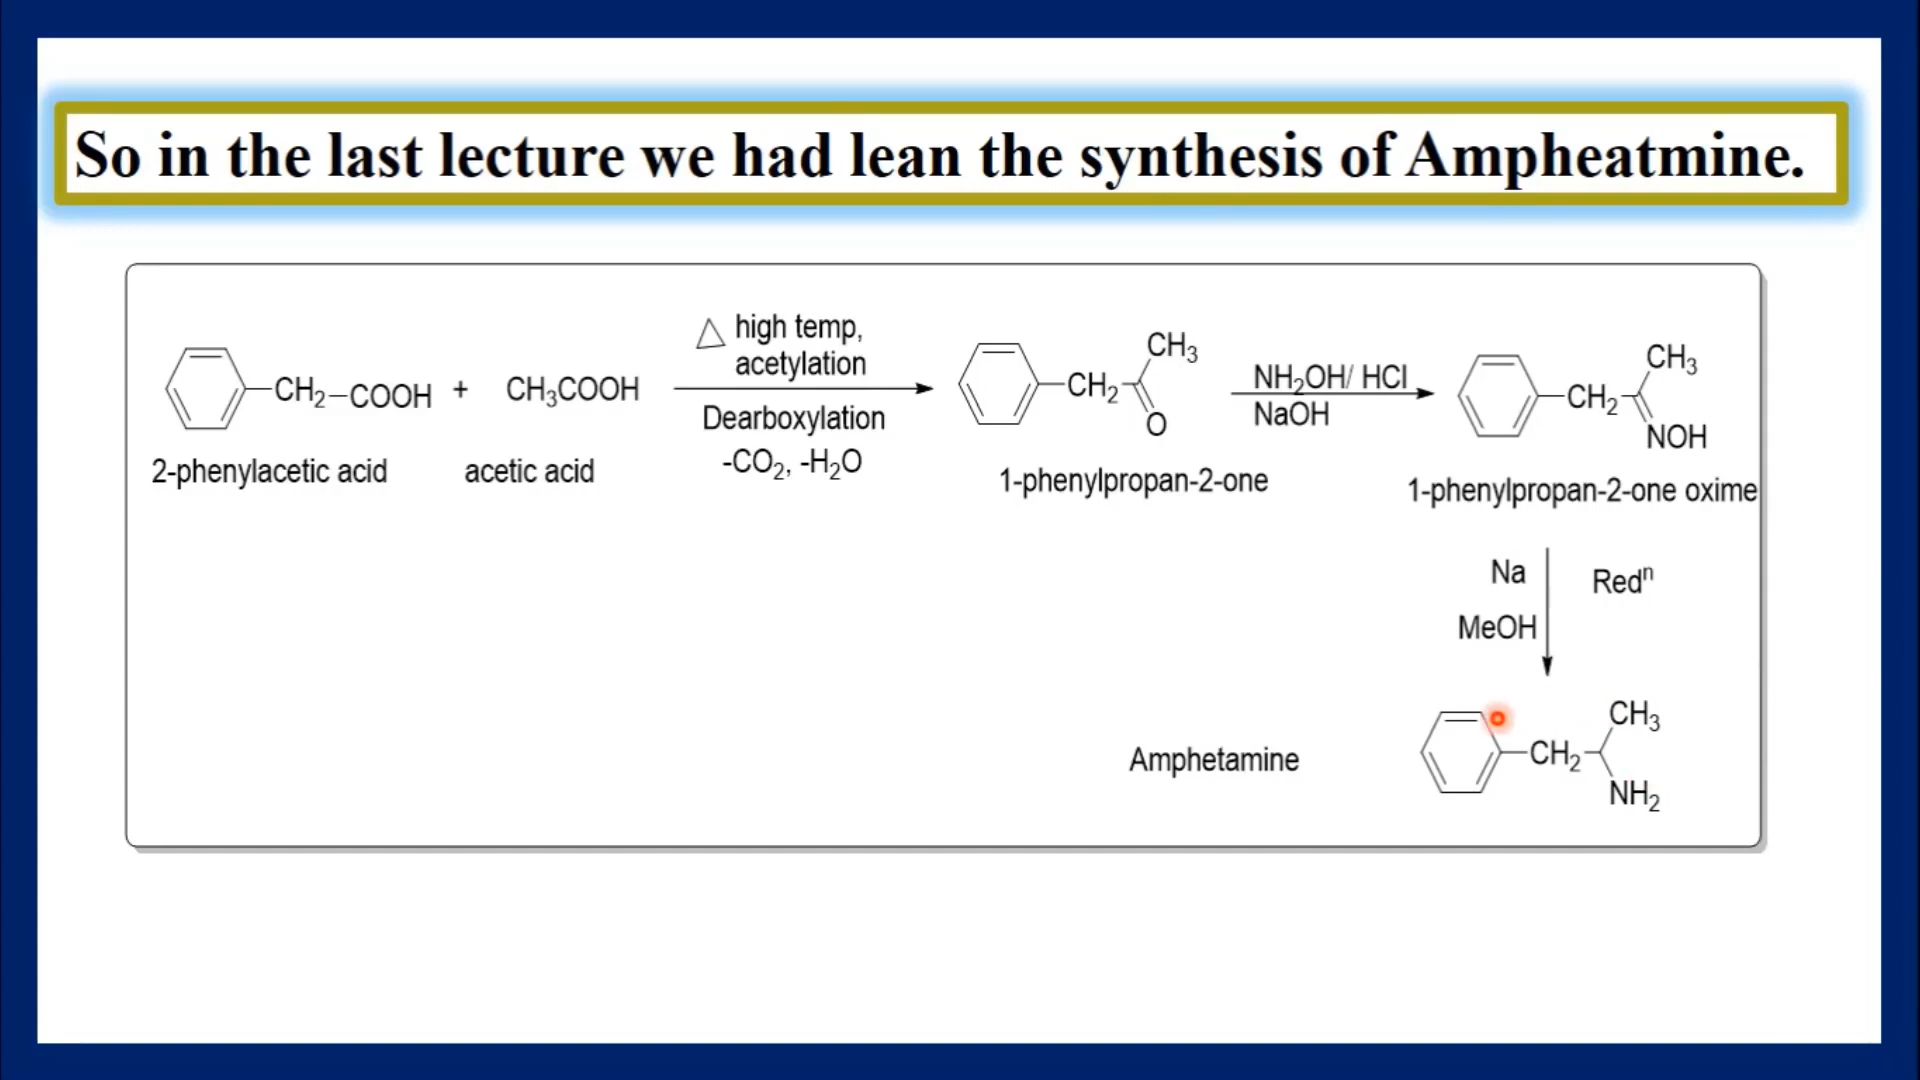 So in the last lecture we had lean the synthesis of Ampheatmine.
△ high temp,
acetylation
CH₂–COOH + CH₃COOH
Dearboxylation
-CO₂, -H₂O
2-phenylacetic acid acetic acid
CH₃
CH₂
O
1-phenylpropan-2-one
NH₂OH/ HCl
NaOH
CH₃
CH₂
NOH
1-phenylpropan-2-one oxime
Na Redⁿ
MeOH
CH₃
Amphetamine CH₂
NH₂